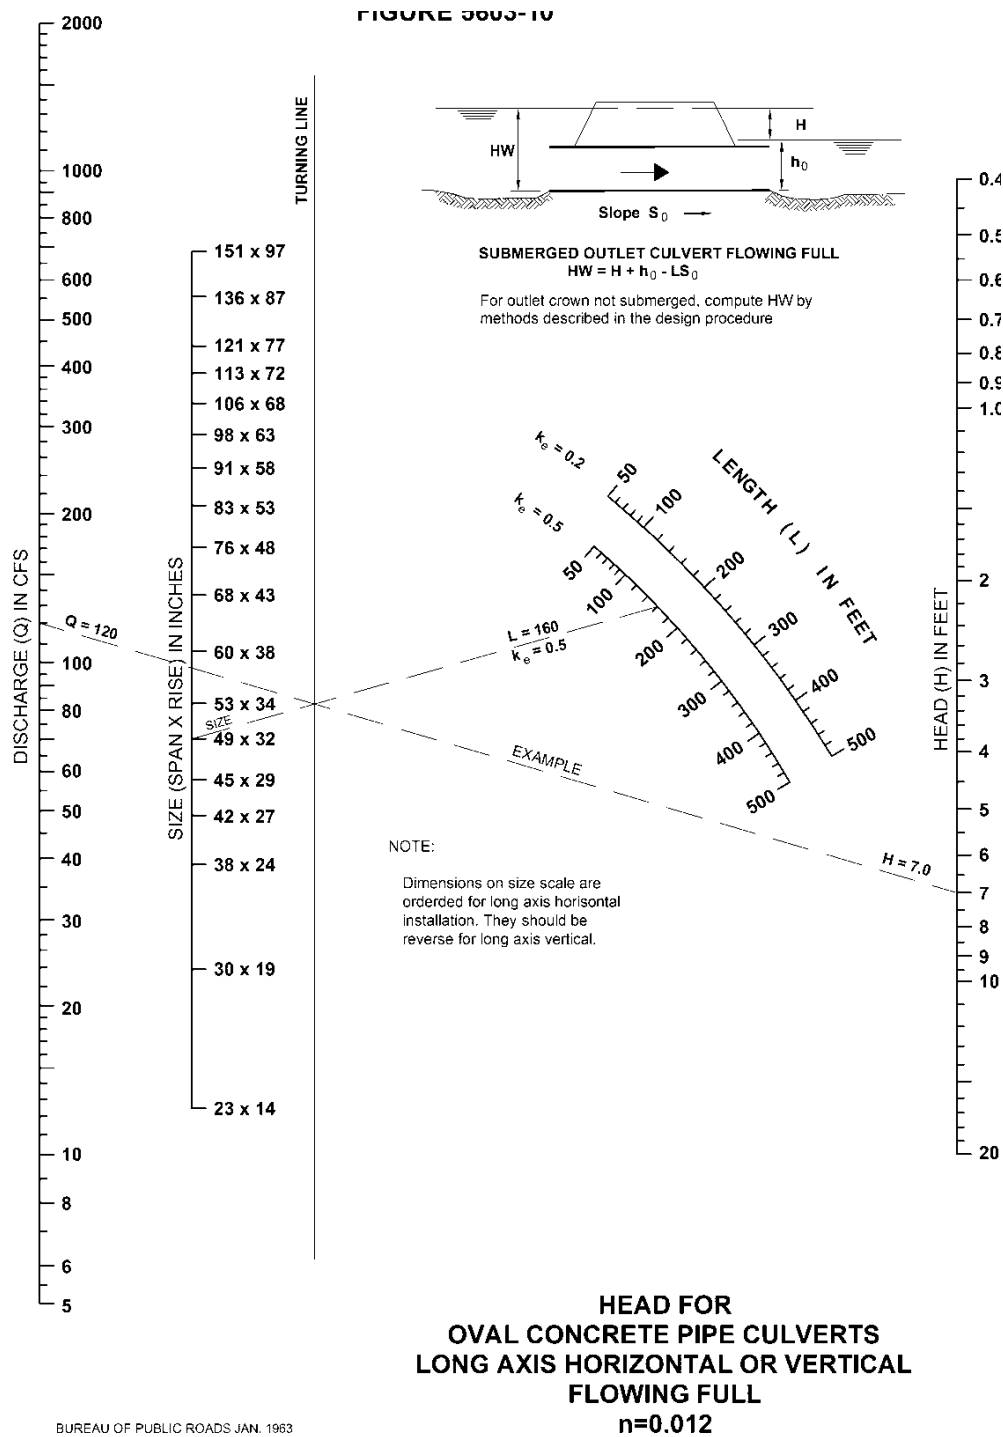 FIGURE 5603-10
2000
1000
800
600
500
400
300
200
100
80
60
50
40
30
20
10
8
6
5
DISCHARGE (Q) IN CFS
Q = 120
SIZE (SPAN X RISE) IN INCHES
151 x 97
136 x 87
121 x 77
113 x 72
106 x 68
98 x 63
91 x 58
83 x 53
76 x 48
68 x 43
60 x 38
53 x 34
49 x 32
45 x 29
42 x 27
38 x 24
30 x 19
23 x 14
SIZE
TURNING LINE
HW
H
h0
Slope S0
SUBMERGED OUTLET CULVERT FLOWING FULL
HW = H + h0 - LS0
For outlet crown not submerged, compute HW by
methods described in the design procedure
ke = 0.2
50
100
200
300
400
500
ke = 0.5
50
100
200
300
400
500
LENGTH (L) IN FEET
L = 160
ke = 0.5
EXAMPLE
H = 7.0
NOTE:
Dimensions on size scale are
orderded for long axis horisontal
installation. They should be
reverse for long axis vertical.
HEAD (H) IN FEET
0.4
0.5
0.6
0.7
0.8
0.9
1.0
2
3
4
5
6
7
8
9
10
20
HEAD FOR
OVAL CONCRETE PIPE CULVERTS
LONG AXIS HORIZONTAL OR VERTICAL
FLOWING FULL
n=0.012
BUREAU OF PUBLIC ROADS JAN. 1963